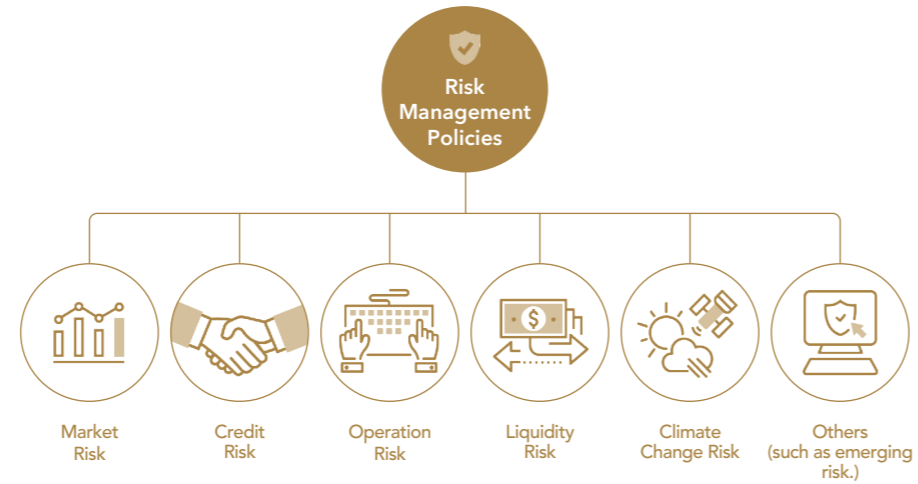 Risk
Management
Policies
Market
Risk
Credit
Risk
Operation
Risk
Liquidity
Risk
Climate
Change Risk
Others
(such as emerging
risk.)
$